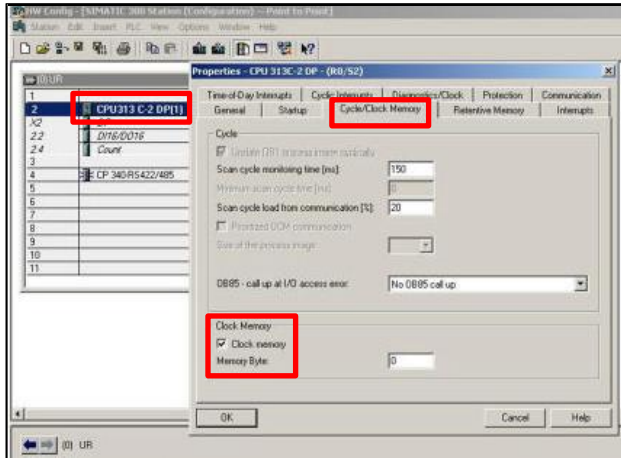 HW Config - [SIMATIC 300 Station (Configuration) -- Point to Point]
Station Edit Insert PLC View Options Window Help
(0) UR
1
2 CPU313 C-2 DP(1)
X2 DP
2.2 DI16/DO16
2.4 Count
3
4 CP 340-RS422/485
5
6
7
8
9
10
11
Properties - CPU 313C-2 DP - (R0/S2)
Time-of-Day Interrupts Cyclic Interrupts Diagnostics/Clock Protection Communication
General Startup Cycle/Clock Memory Retentive Memory Interrupts
Cycle
Update OB1 process image cyclically
Scan cycle monitoring time [ms]: 150
Minimum scan cycle time [ms]: 0
Scan cycle load from communication [%]: 20
Prioritized OCM communication
Size of the process image:
OB85 - call up at I/O access error: No OB85 call up
Clock Memory
Clock memory
Memory Byte: 0
OK Cancel Help
(0) UR